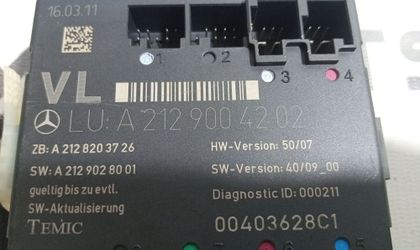 16.03.11
1 2 3 4
VL
LU: A 212 900 42 02
ZB: A 212 820 37 26 HW-Version: 50/07
SW: A 212 902 80 01 SW-Version: 40/09_00
gueltig bis zu evtl. Diagnostic ID: 000211
SW-Aktualisierung
TEMIC 00403628C1